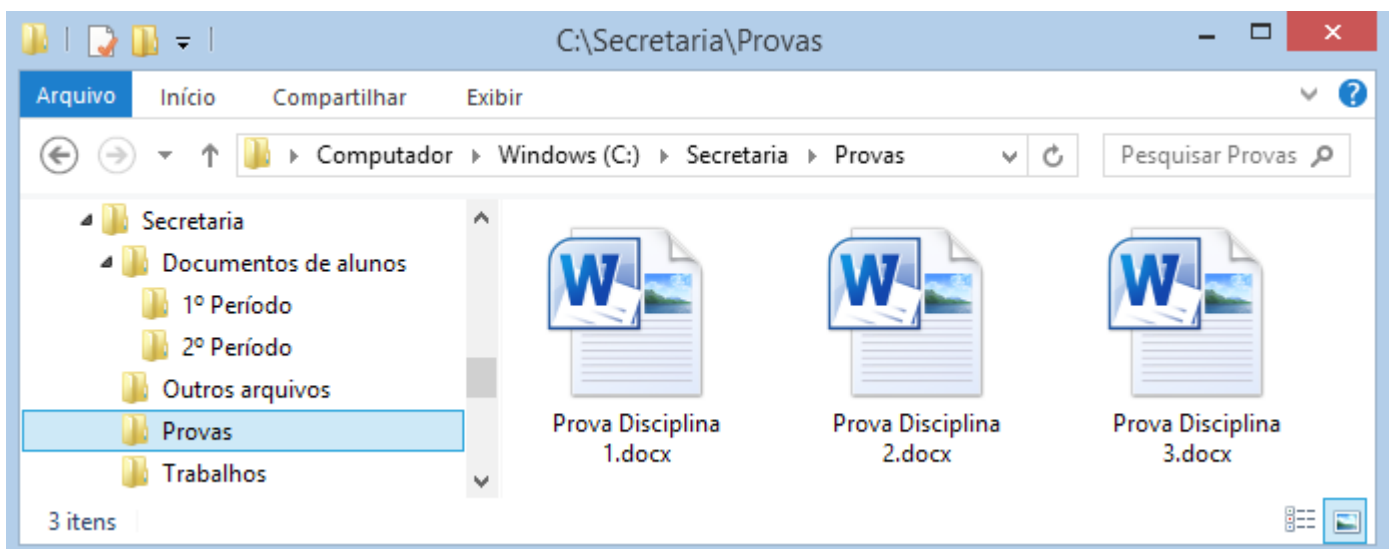 C:\Secretaria\Provas
Arquivo Início Compartilhar Exibir
Computador Windows (C:) Secretaria Provas Pesquisar Provas
Secretaria
Documentos de alunos
1º Período
2º Período
Outros arquivos
Provas
Trabalhos
W W W
Prova Disciplina 1.docx
Prova Disciplina 2.docx
Prova Disciplina 3.docx
3 itens